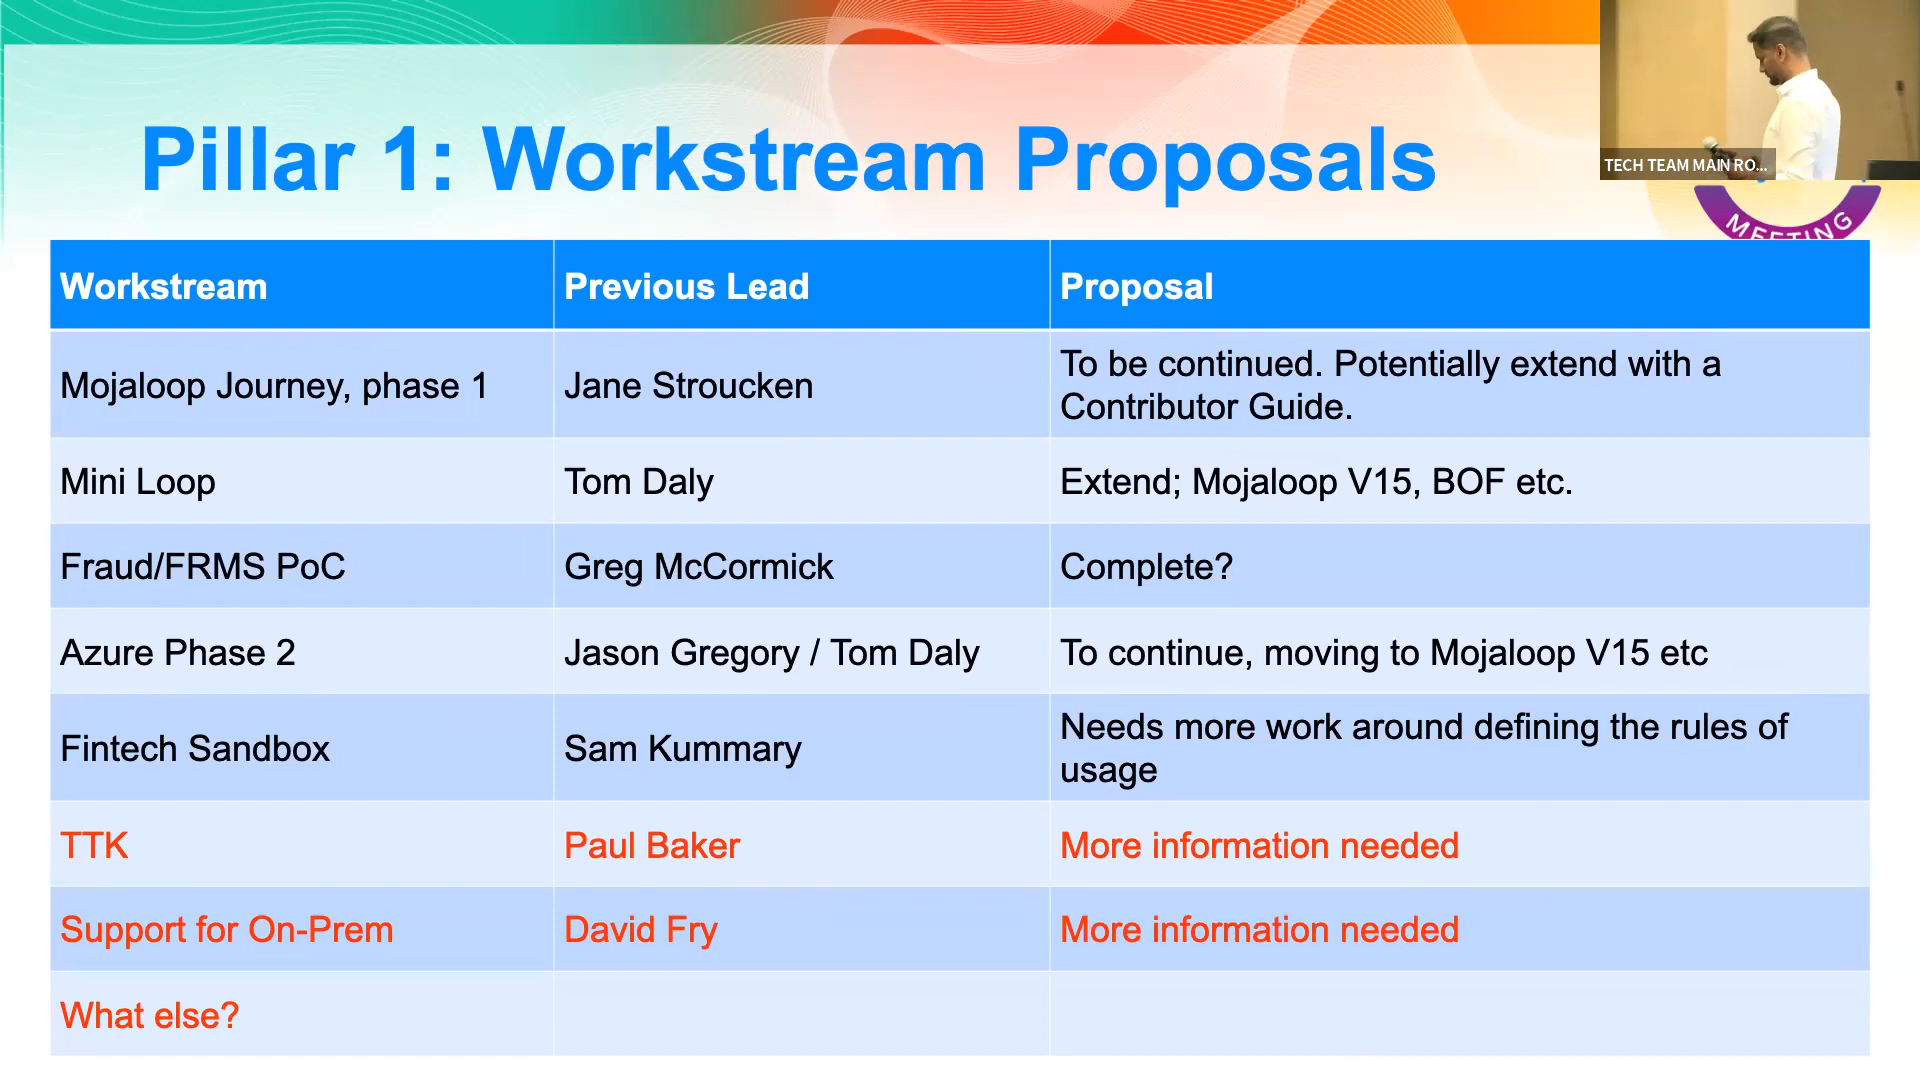 Pillar 1: Workstream Proposals
TECH TEAM MAIN RO...
MEETING
Workstream
Previous Lead
Proposal
Mojaloop Journey, phase 1
Jane Stroucken
To be continued. Potentially extend with a
Contributor Guide.
Mini Loop
Tom Daly
Extend; Mojaloop V15, BOF etc.
Fraud/FRMS PoC
Greg McCormick
Complete?
Azure Phase 2
Jason Gregory / Tom Daly
To continue, moving to Mojaloop V15 etc
Fintech Sandbox
Sam Kummary
Needs more work around defining the rules of
usage
TTK
Paul Baker
More information needed
Support for On-Prem
David Fry
More information needed
What else?